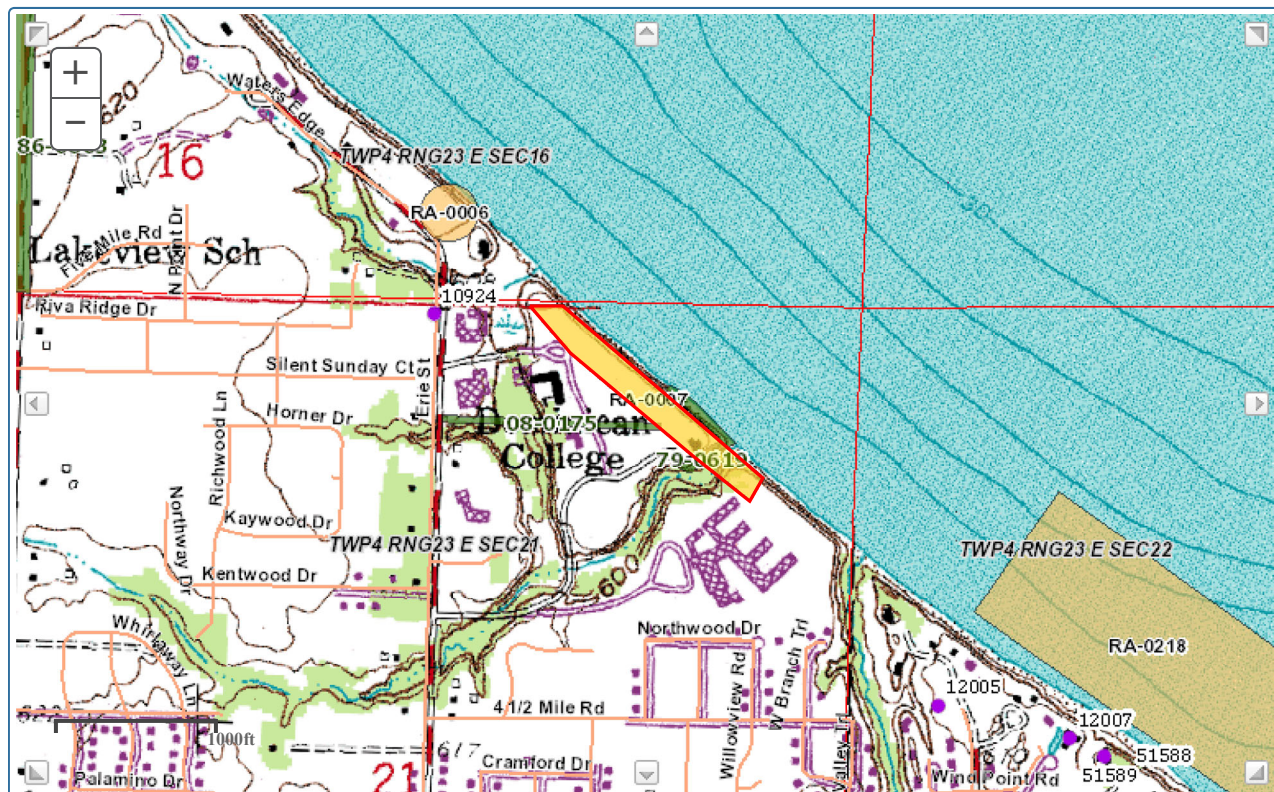 +
−
620
Waters Edge
16
TWP4 RNG23 E SEC16
RA-0006
N Point Dr
Five Mile Rd
Lakeview Sch
30
10924
Riva Ridge Dr
Silent Sunday Ct
Erie St
RA-0007
Richwood Ln
Horner Dr
08-0175
College
79-0619
Northway Dr
Kaywood Dr
TWP4 RNG23 E SEC21
TWP4 RNG23 E SEC22
Kentwood Dr
600
Whirlaway Ln
Northwood Dr
W Branch Trl
Willowview Rd
RA-0218
12005
4 1/2 Mile Rd
Valley Trl
12007
1000ft
617
51588
Cramford Dr
51589
21
Palamino Dr
Wind Point Rd